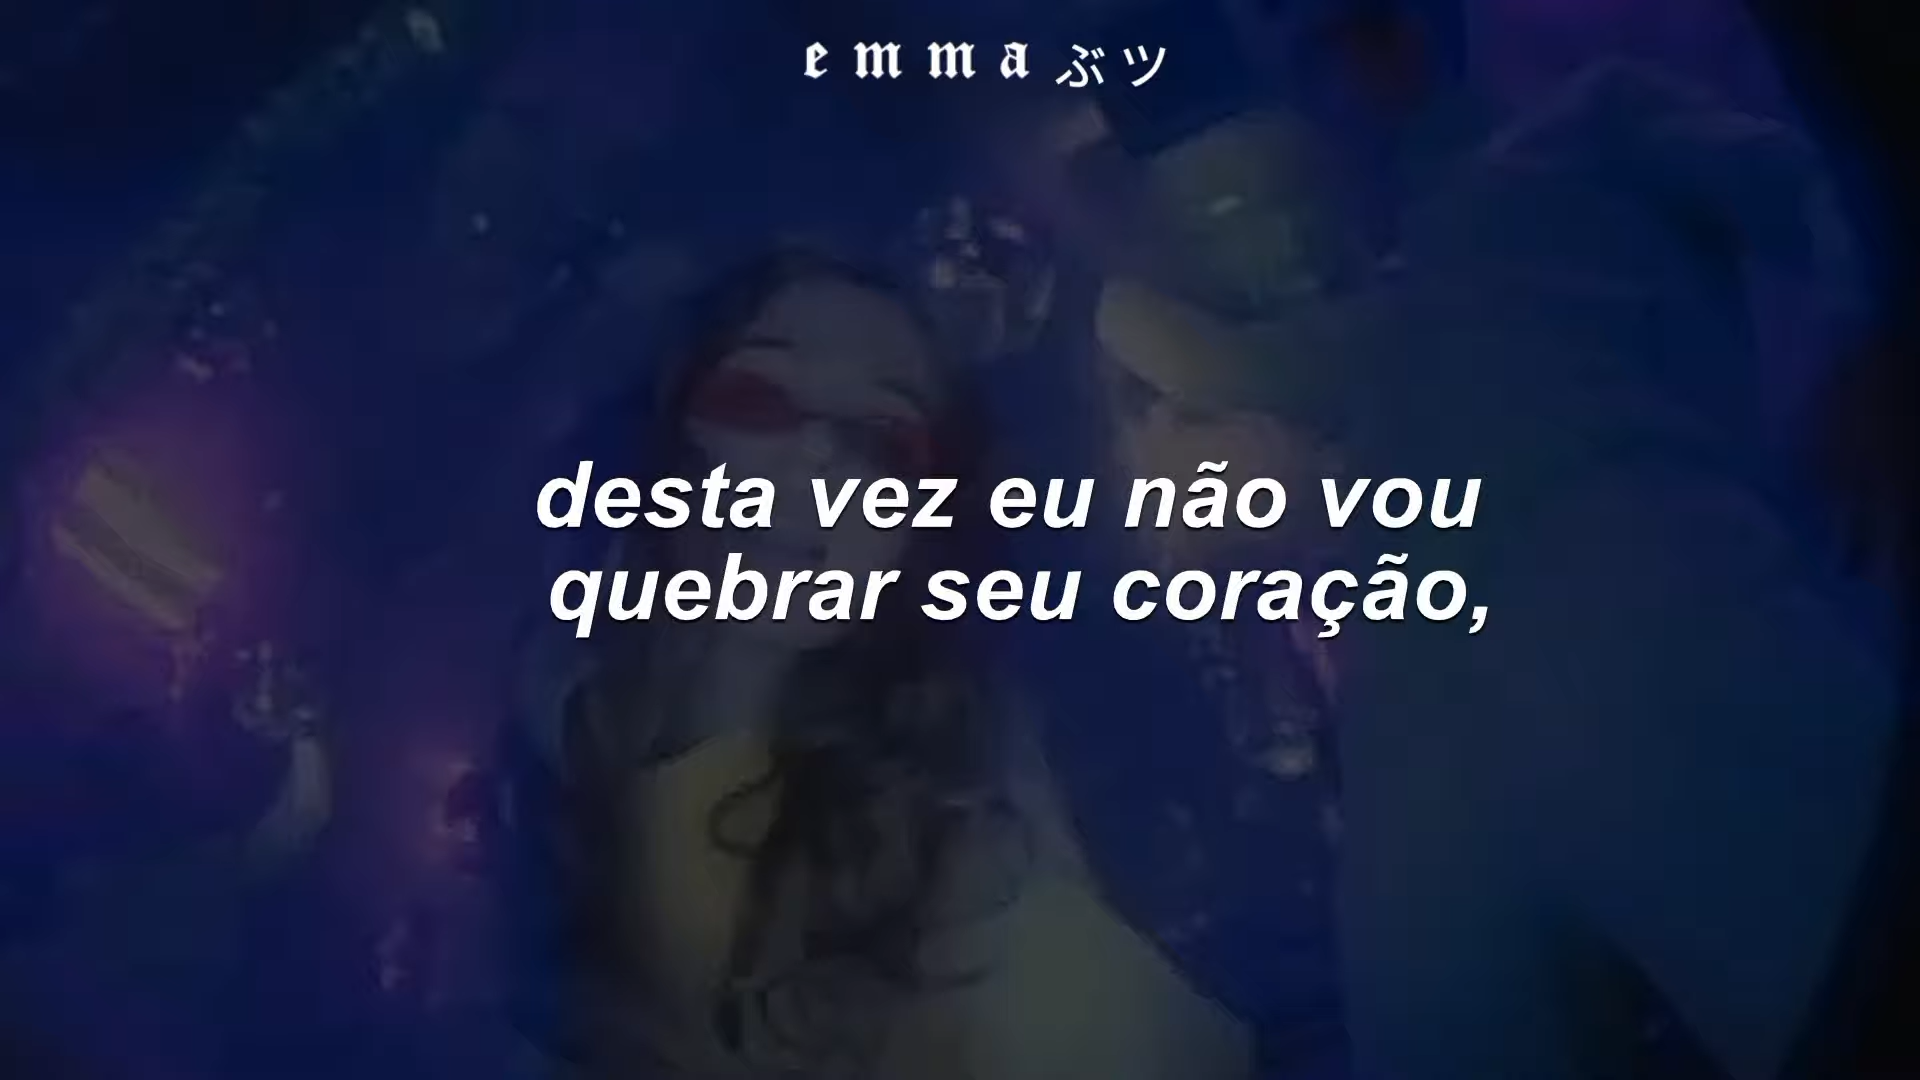 e m m a ぶツ
desta vez eu não vou
quebrar seu coração,